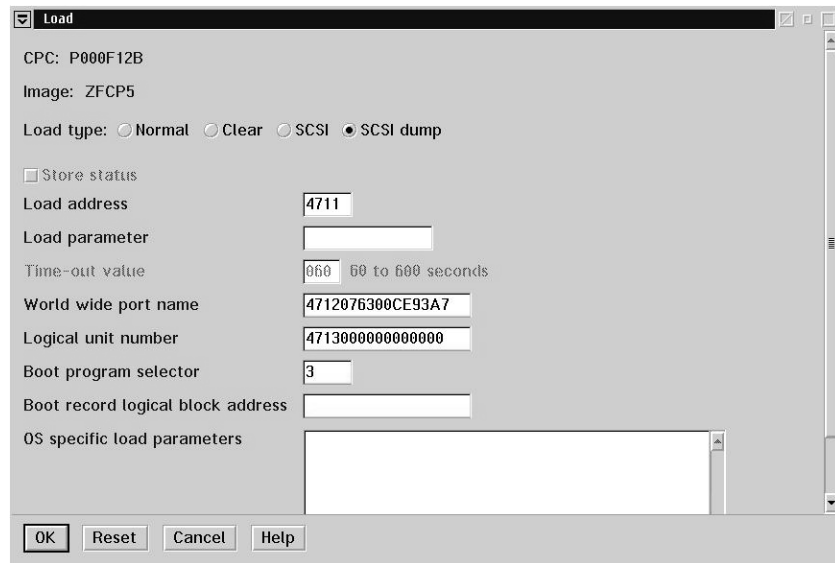 Load
CPC: P000F12B
Image: ZFCP5
Load type: Normal Clear SCSI SCSI dump
Store status
Load address 4711
Load parameter
Time-out value 060 60 to 600 seconds
World wide port name 4712076300CE93A7
Logical unit number 4713000000000000
Boot program selector 3
Boot record logical block address
OS specific load parameters
OK Reset Cancel Help